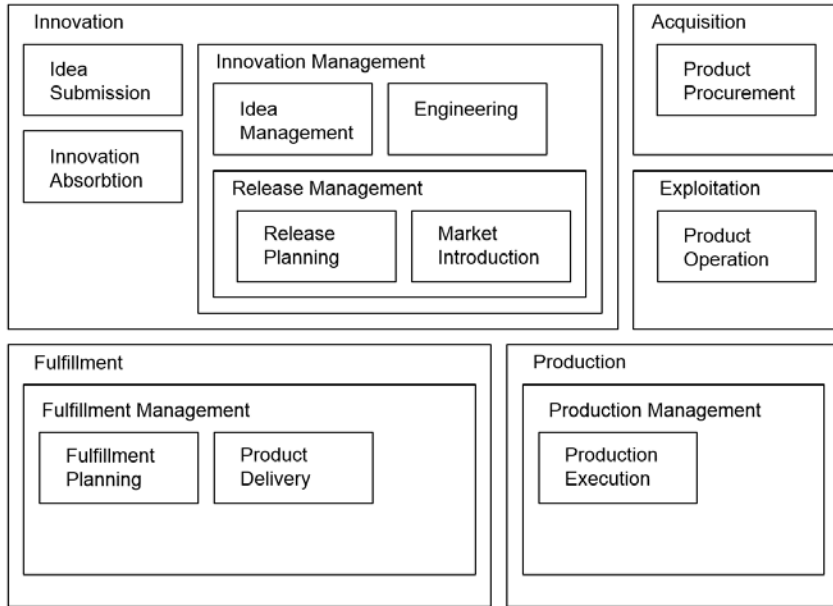 Innovation
Idea
Submission
Innovation
Absorbtion
Innovation Management
Idea
Management
Engineering
Release Management
Release
Planning
Market
Introduction
Acquisition
Product
Procurement
Exploitation
Product
Operation
Fulfillment
Fulfillment Management
Fulfillment
Planning
Product
Delivery
Production
Production Management
Production
Execution